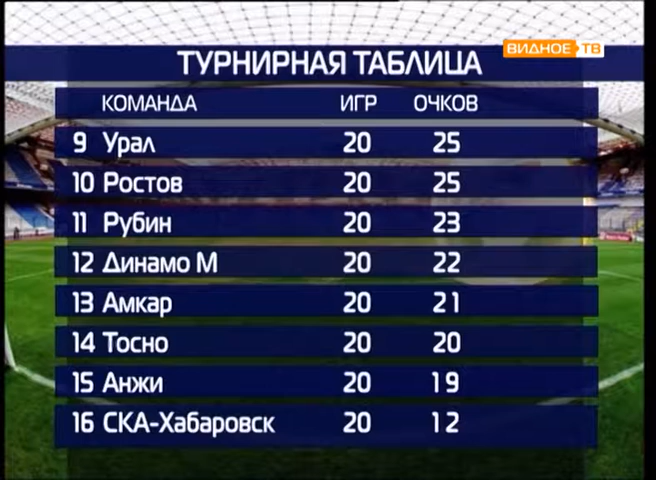 ВИДНОЕ ТВ
ТУРНИРНАЯ ТАБЛИЦА
КОМАНДА ИГР ОЧКОВ
9 Урал 20 25
10 Ростов 20 25
11 Рубин 20 23
12 Динамо М 20 22
13 Амкар 20 21
14 Тосно 20 20
15 Анжи 20 19
16 СКА-Хабаровск 20 12